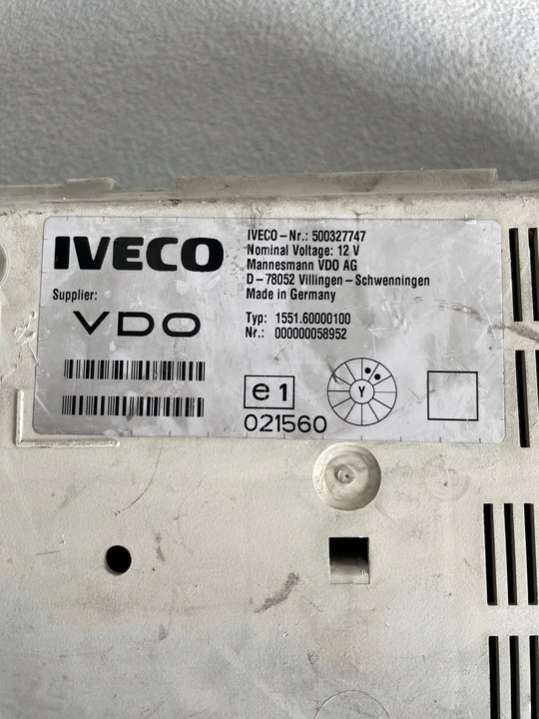 IVECO
IVECO-Nr.: 500327747
Nominal Voltage: 12 V
Mannesmann VDO AG
D-78052 Villingen-Schwenningen
Made in Germany
Supplier:
VDO
Typ: 1551.60000100
Nr.: 000000058952
e1
Y
021560